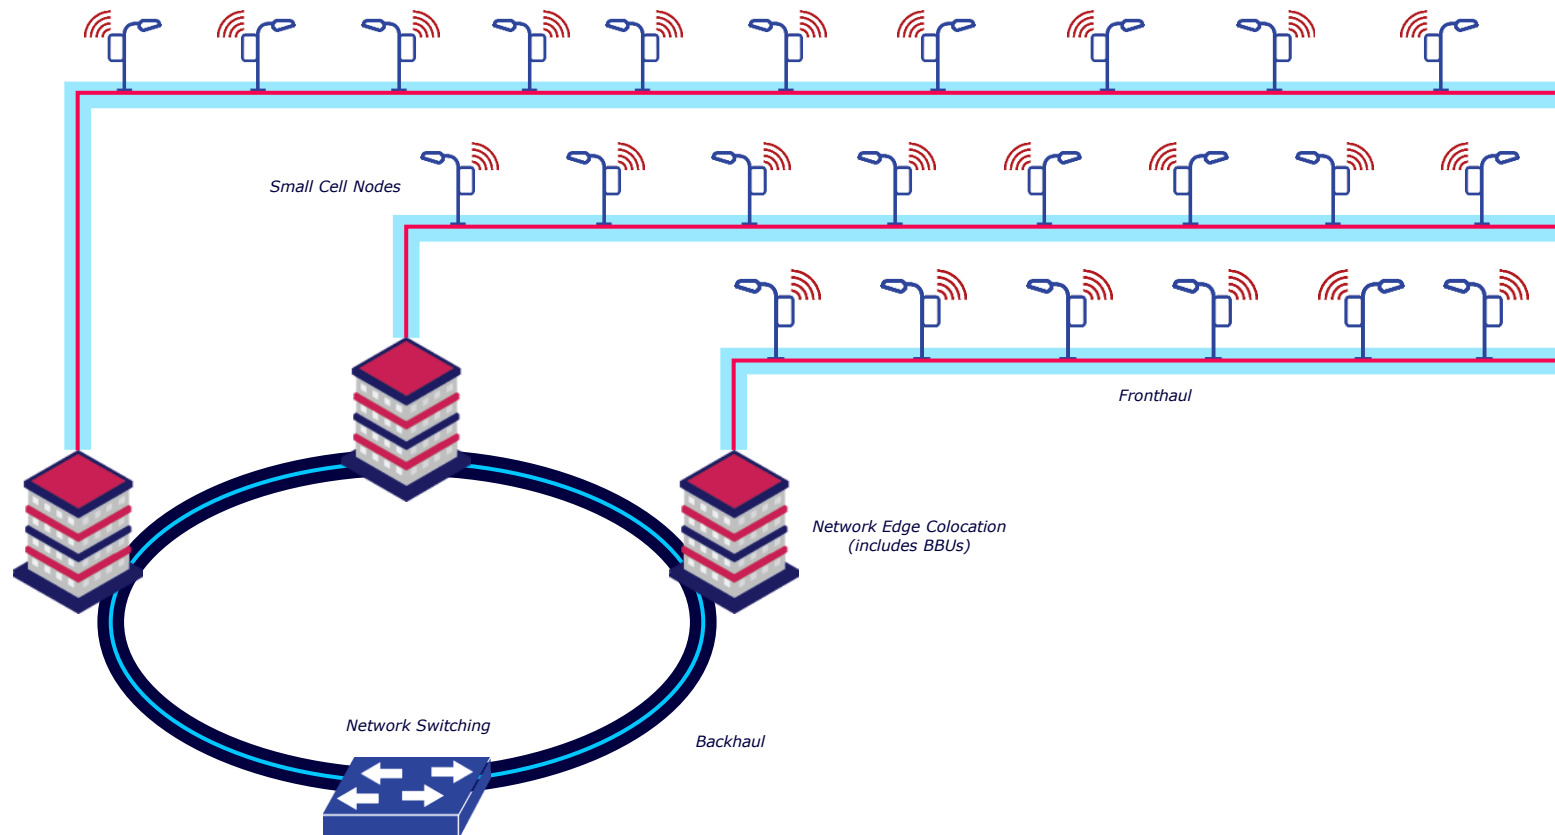 Small Cell Nodes
Fronthaul
Network Edge Colocation
(includes BBUs)
Network Switching
Backhaul